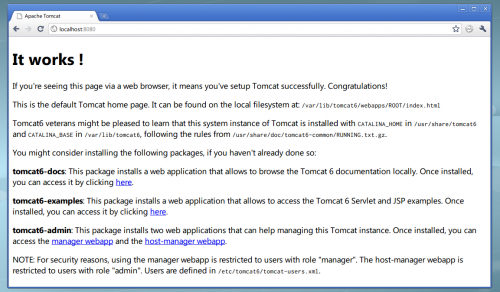 Apache Tomcat
localhost:8080
It works !
If you're seeing this page via a web browser, it means you've setup Tomcat successfully. Congratulations!
This is the default Tomcat home page. It can be found on the local filesystem at: /var/lib/tomcat6/webapps/ROOT/index.html
Tomcat6 veterans might be pleased to learn that this system instance of Tomcat is installed with CATALINA_HOME in /usr/share/tomcat6
and CATALINA_BASE in /var/lib/tomcat6, following the rules from /usr/share/doc/tomcat6-common/RUNNING.txt.gz.
You might consider installing the following packages, if you haven't already done so:
tomcat6-docs: This package installs a web application that allows to browse the Tomcat 6 documentation locally. Once installed,
you can access it by clicking here.
tomcat6-examples: This package installs a web application that allows to access the Tomcat 6 Servlet and JSP examples. Once
installed, you can access it by clicking here.
tomcat6-admin: This package installs two web applications that can help managing this Tomcat instance. Once installed, you can
access the manager webapp and the host-manager webapp.
NOTE: For security reasons, using the manager webapp is restricted to users with role "manager". The host-manager webapp is
restricted to users with role "admin". Users are defined in /etc/tomcat6/tomcat-users.xml.